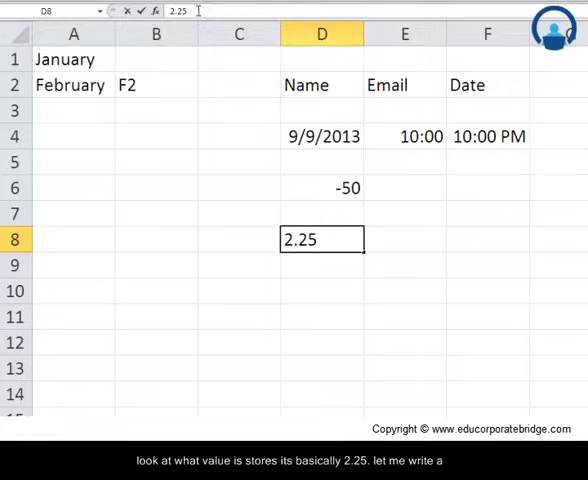 D8 fx 2.25
A B C D E F G
1 January
2 February F2 Name Email Date
3
4 9/9/2013 10:00 10:00 PM
5
6 -50
7
8 2.25
9
10
11
12
13
14
15
Copyright © www.educorporatebridge.com
look at what value is stores its basically 2.25. let me write a